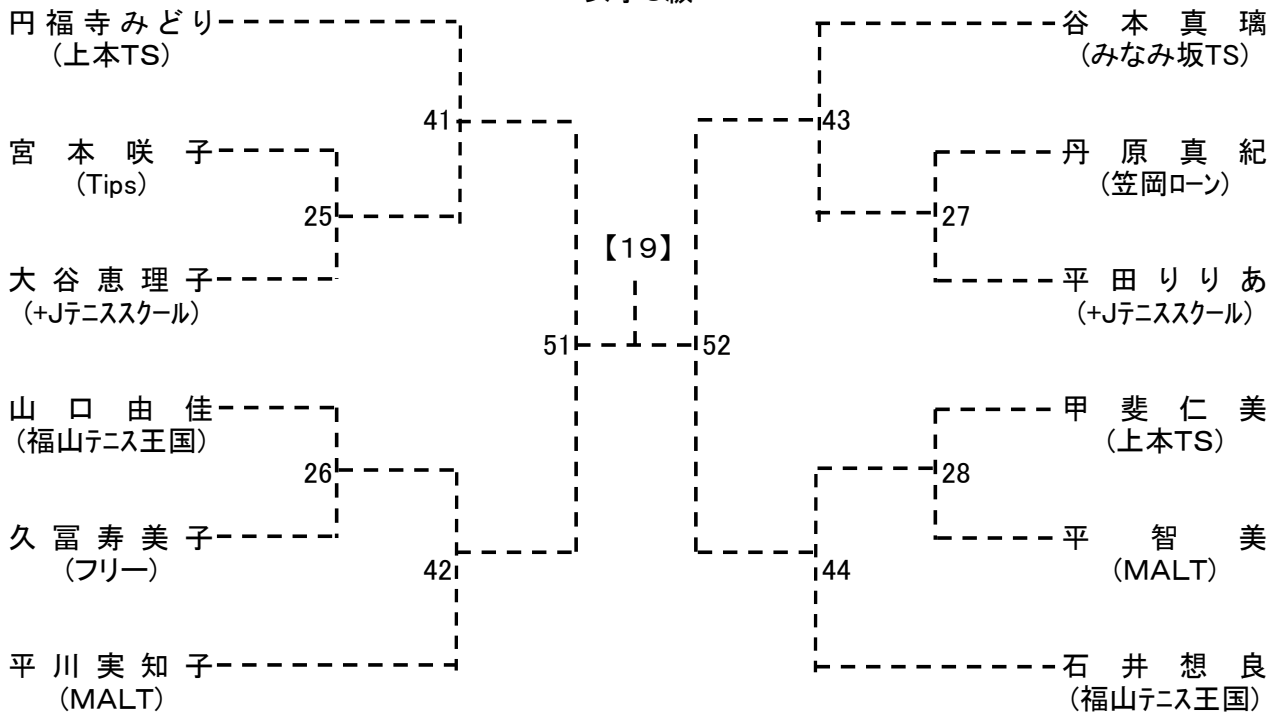 円福寺みどり
(上本TS)
41
宮本咲子
(Tips)
25
大谷恵理子
(+Jテニススクール)
51
山口由佳
(福山テニス王国)
26
久冨寿美子
(フリー)
42
平川実知子
(MALT)
【19】
谷本真璃
(みなみ坂TS)
43
丹原真紀
(笠岡ローン)
27
平田りりあ
(+Jテニススクール)
52
甲斐仁美
(上本TS)
28
平智美
(MALT)
44
石井想良
(福山テニス王国)